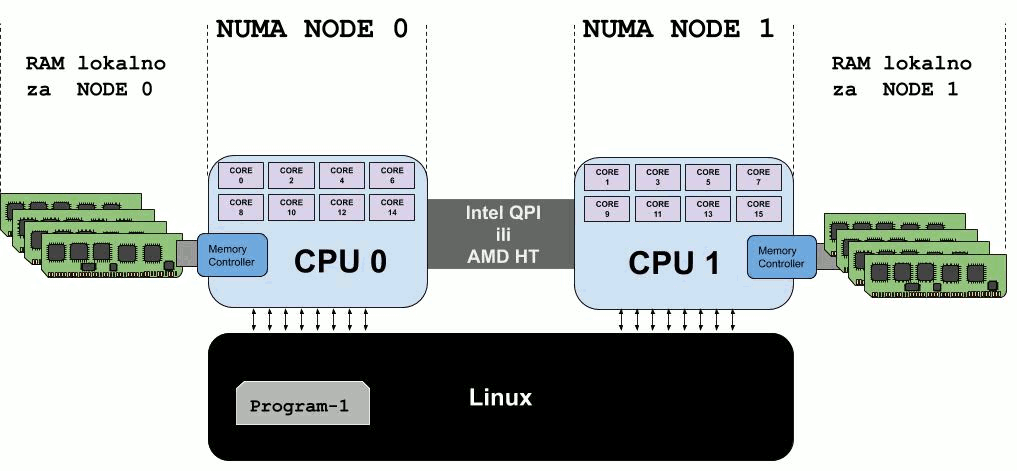 NUMA NODE 0
NUMA NODE 1
RAM lokalno
za NODE 0
RAM lokalno
za NODE 1
CORE
0
CORE
2
CORE
4
CORE
6
CORE
8
CORE
10
CORE
12
CORE
14
Memory
Controller
CPU 0
Intel QPI
ili
AMD HT
CORE
1
CORE
3
CORE
5
CORE
7
CORE
9
CORE
11
CORE
13
CORE
15
CPU 1
Memory
Controller
Program-1
Linux